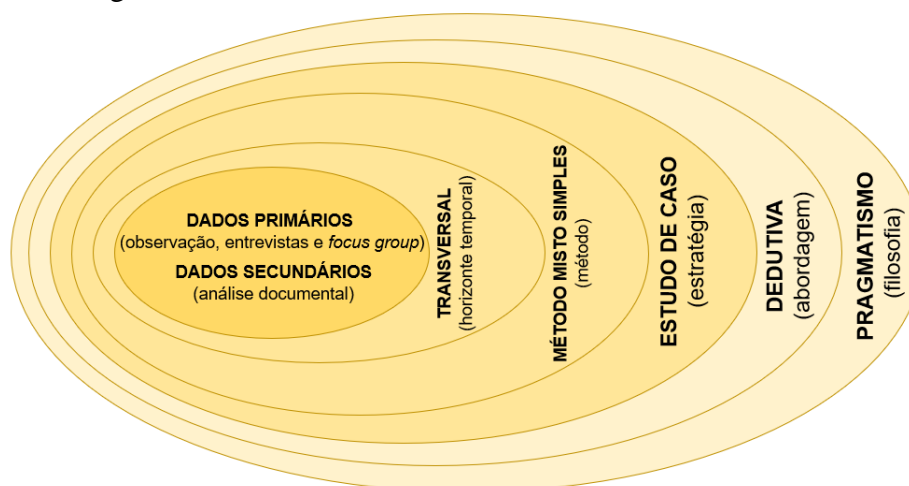 DADOS PRIMÁRIOS
(observação, entrevistas e focus group)
DADOS SECUNDÁRIOS
(análise documental)
TRANSVERSAL
(horizonte temporal)
MÉTODO MISTO SIMPLES
(método)
ESTUDO DE CASO
(estratégia)
DEDUTIVA
(abordagem)
PRAGMATISMO
(filosofia)